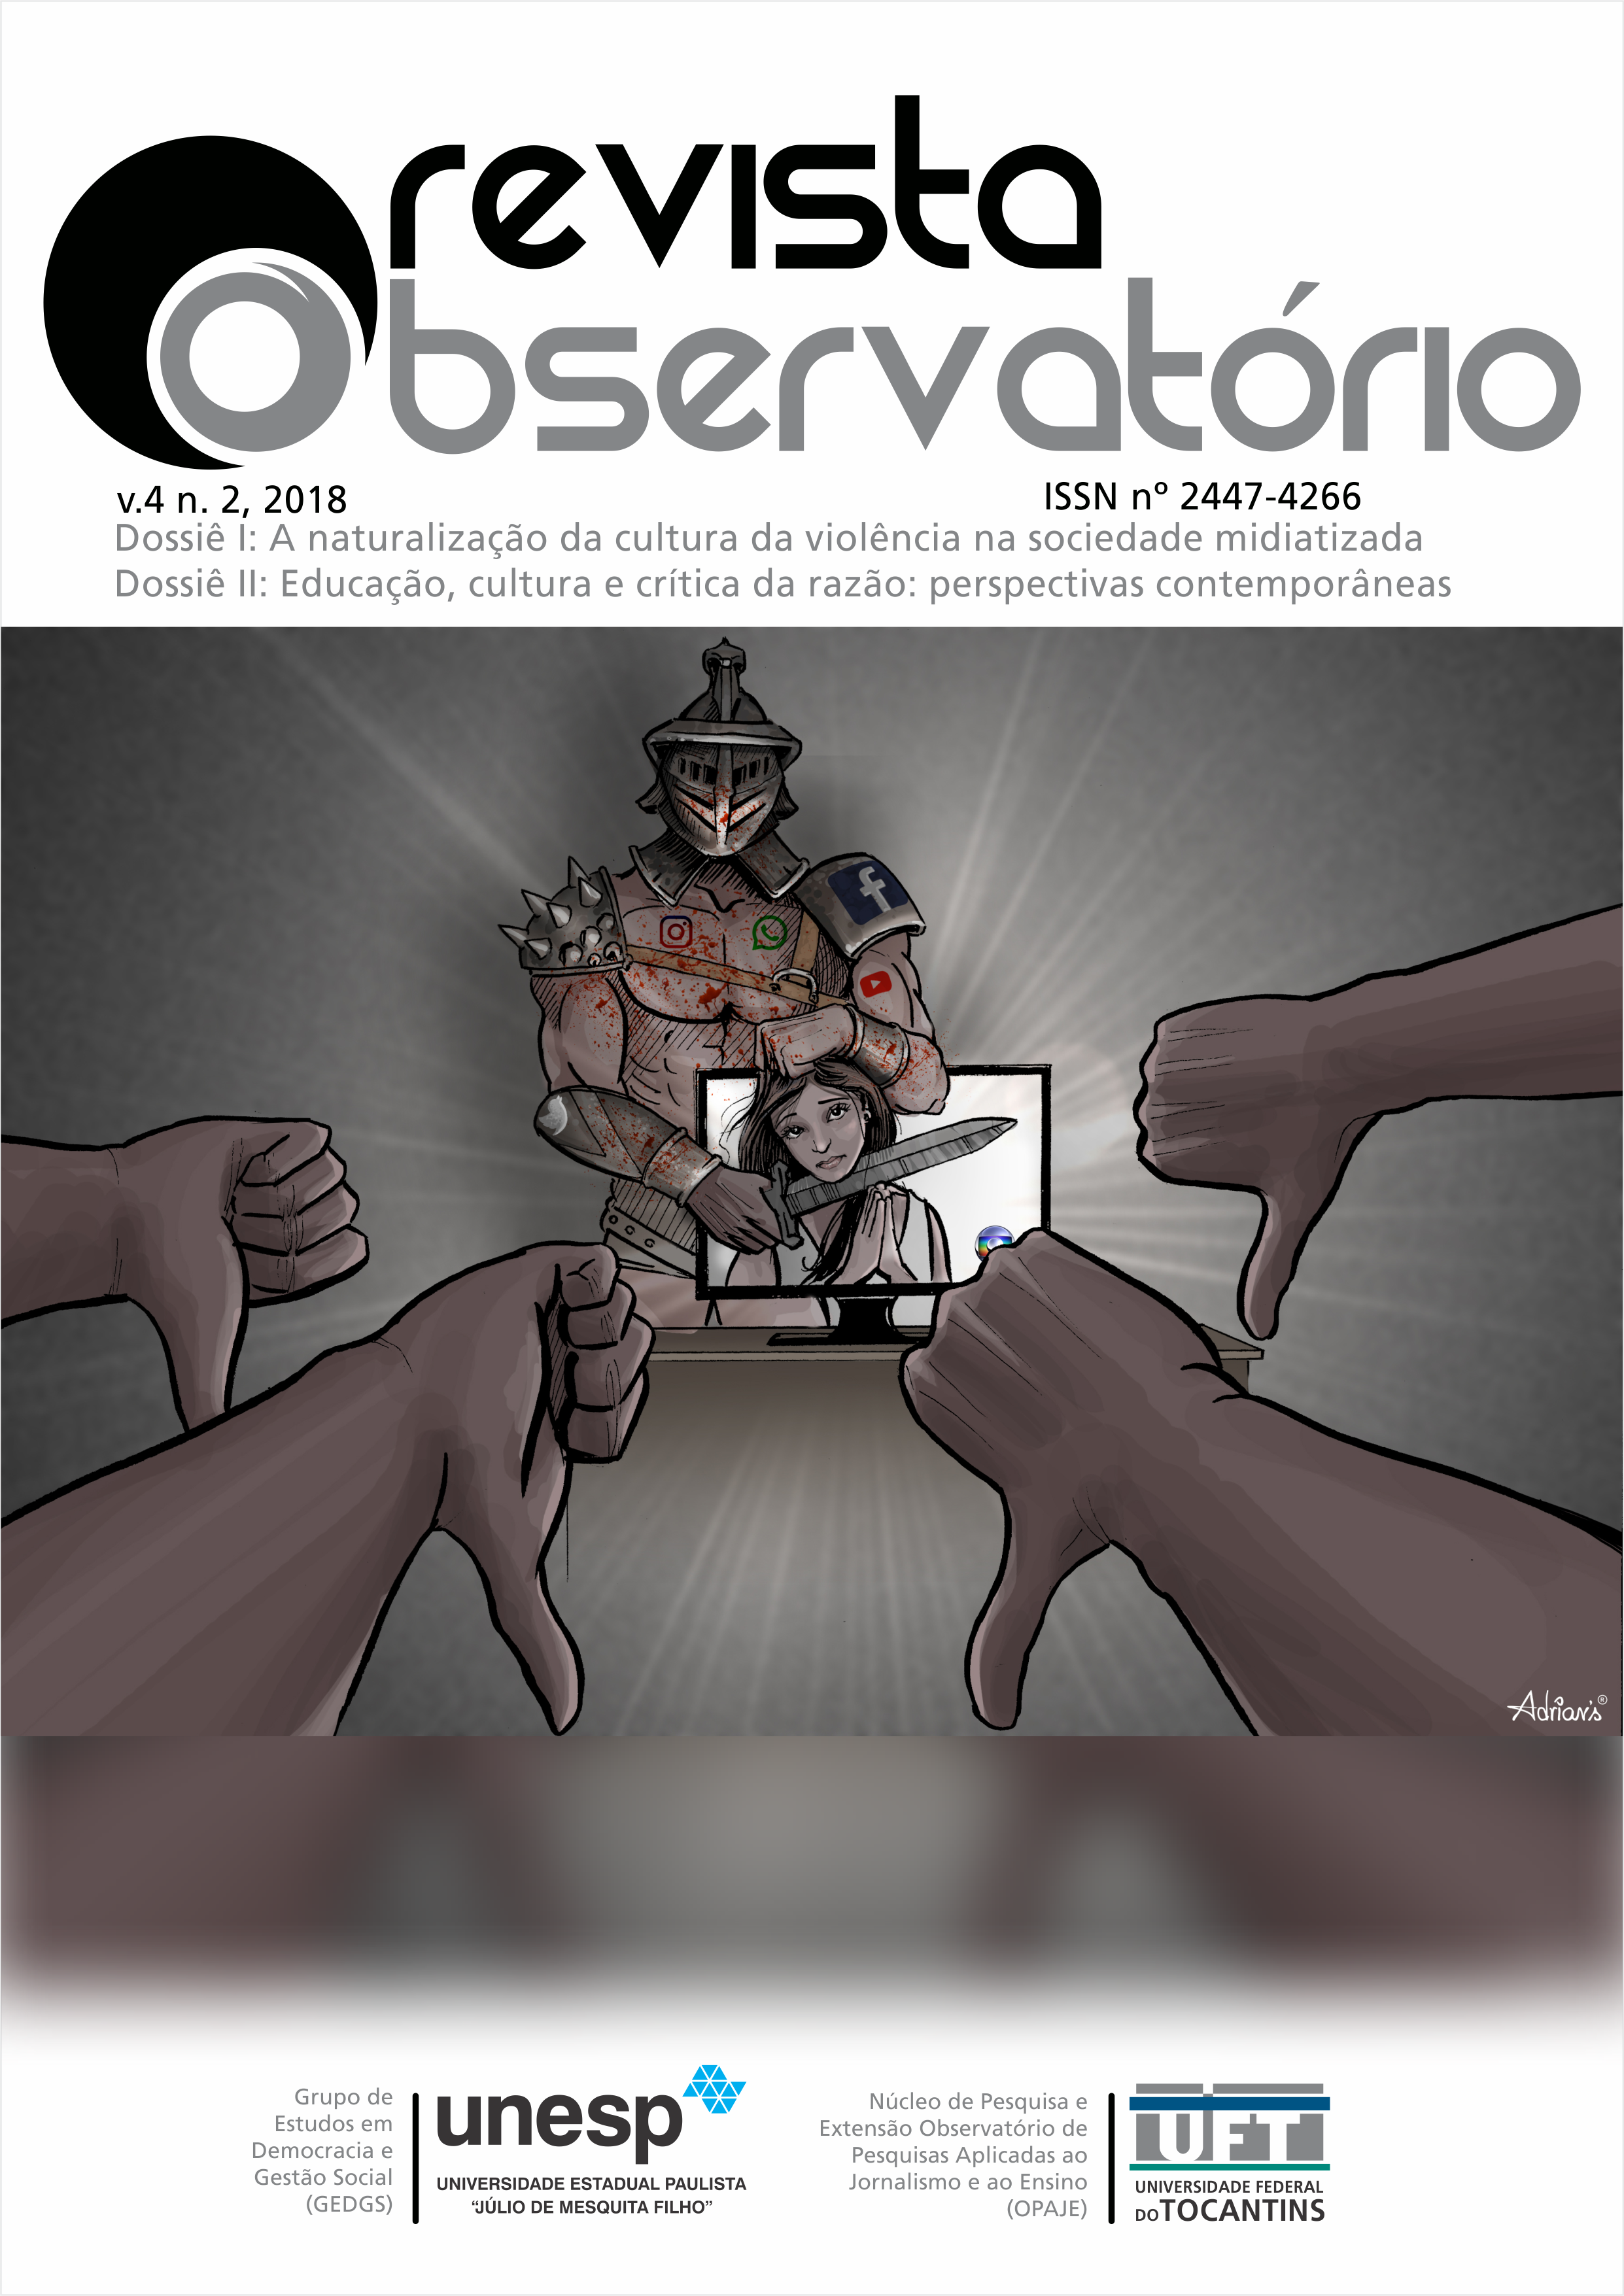 revista
Observatório
v.4 n. 2, 2018
ISSN nº 2447-4266
Dossiê I: A naturalização da cultura da violência na sociedade midiatizada
Dossiê II: Educação, cultura e crítica da razão: perspectivas contemporâneas
f
Adrian's®
Grupo de
Estudos em
Democracia e
Gestão Social
(GEDGS)
unesp
UNIVERSIDADE ESTADUAL PAULISTA
“JÚLIO DE MESQUITA FILHO”
Núcleo de Pesquisa e
Extensão Observatório de
Pesquisas Aplicadas ao
Jornalismo e ao Ensino
(OPAJE)
UFT
UNIVERSIDADE FEDERAL
DO TOCANTINS